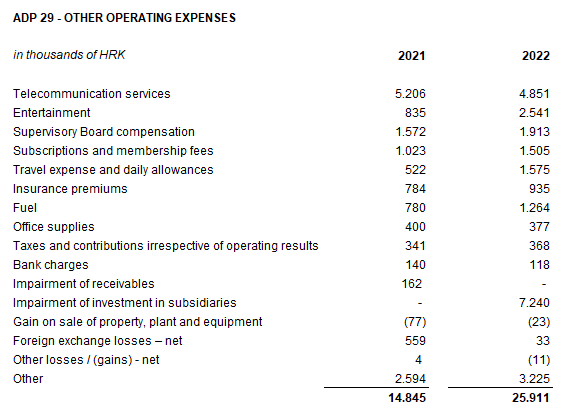 ADP 29 - OTHER OPERATING EXPENSES
in thousands of HRK 2021 2022
Telecommunication services 5.206 4.851
Entertainment 835 2.541
Supervisory Board compensation 1.572 1.913
Subscriptions and membership fees 1.023 1.505
Travel expense and daily allowances 522 1.575
Insurance premiums 784 935
Fuel 780 1.264
Office supplies 400 377
Taxes and contributions irrespective of operating results 341 368
Bank charges 140 118
Impairment of receivables 162 -
Impairment of investment in subsidiaries - 7.240
Gain on sale of property, plant and equipment (77) (23)
Foreign exchange losses – net 559 33
Other losses / (gains) - net 4 (11)
Other 2.594 3.225
14.845 25.911